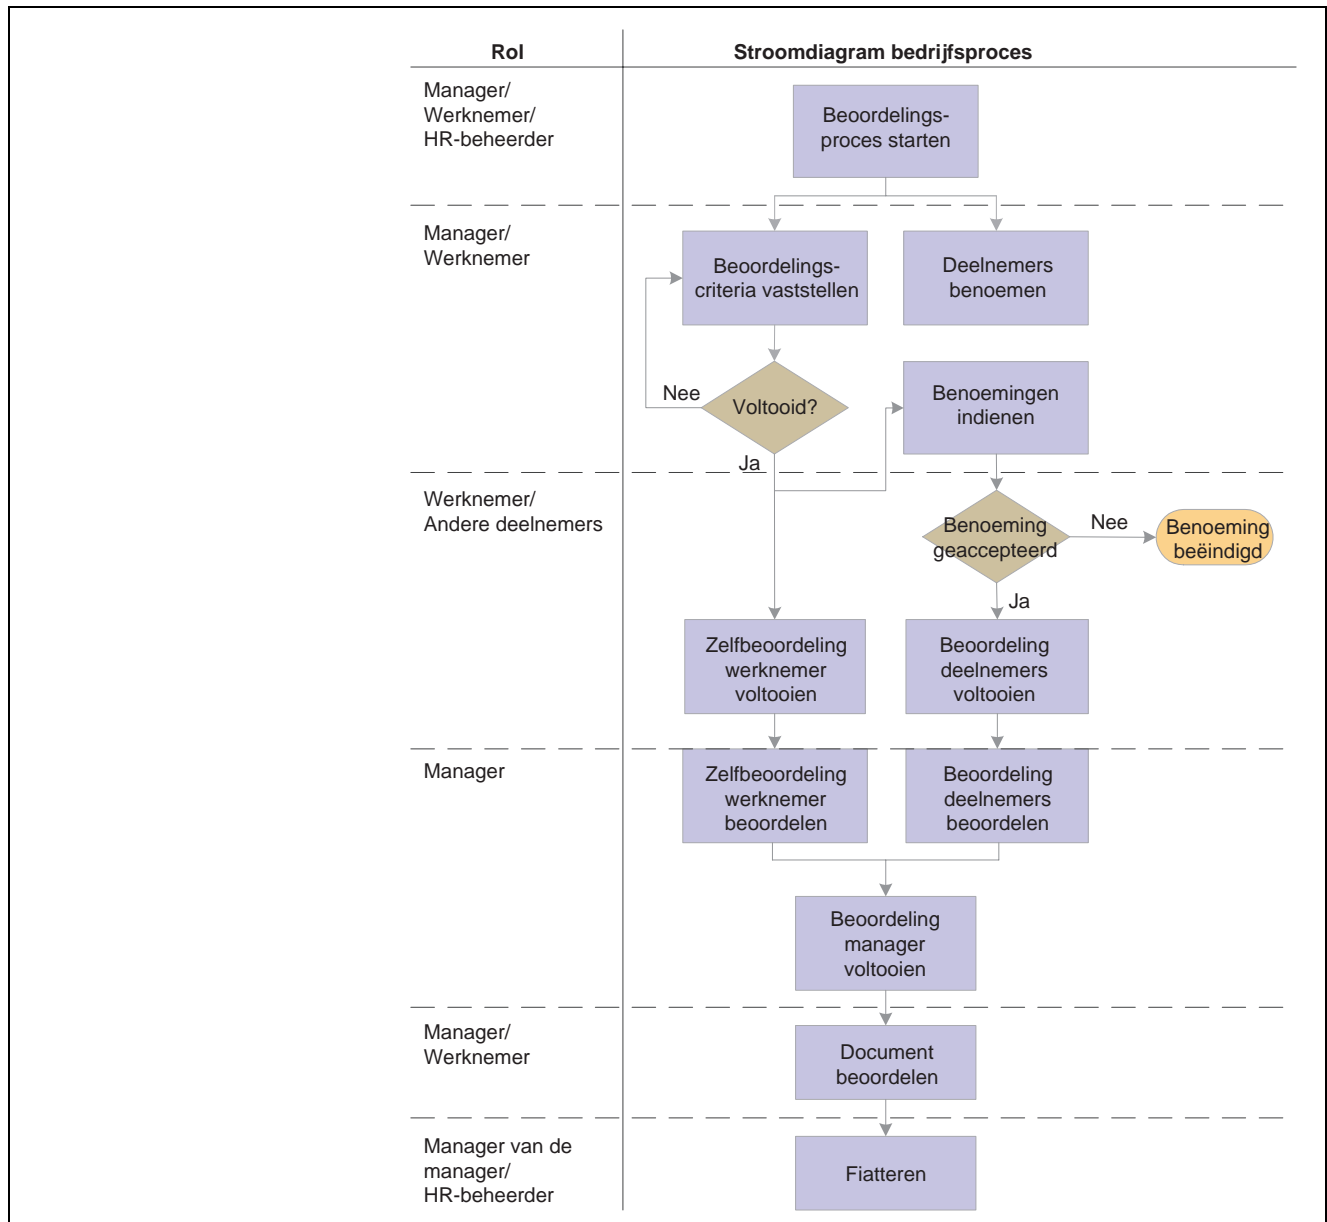 Rol
Stroomdiagram bedrijfsproces
Manager/
Werknemer/
HR-beheerder
Beoordelings-
proces starten
Manager/
Werknemer
Beoordelings-
criteria vaststellen
Deelnemers
benoemen
Nee
Voltooid?
Benoemingen
indienen
Ja
Werknemer/
Andere deelnemers
Benoeming
geaccepteerd
Nee
Benoeming
beëindigd
Ja
Zelfbeoordeling
werknemer
voltooien
Beoordeling
deelnemers
voltooien
Manager
Zelfbeoordeling
werknemer
beoordelen
Beoordeling
deelnemers
beoordelen
Beoordeling
manager
voltooien
Manager/
Werknemer
Document
beoordelen
Manager van de
manager/
HR-beheerder
Fiatteren